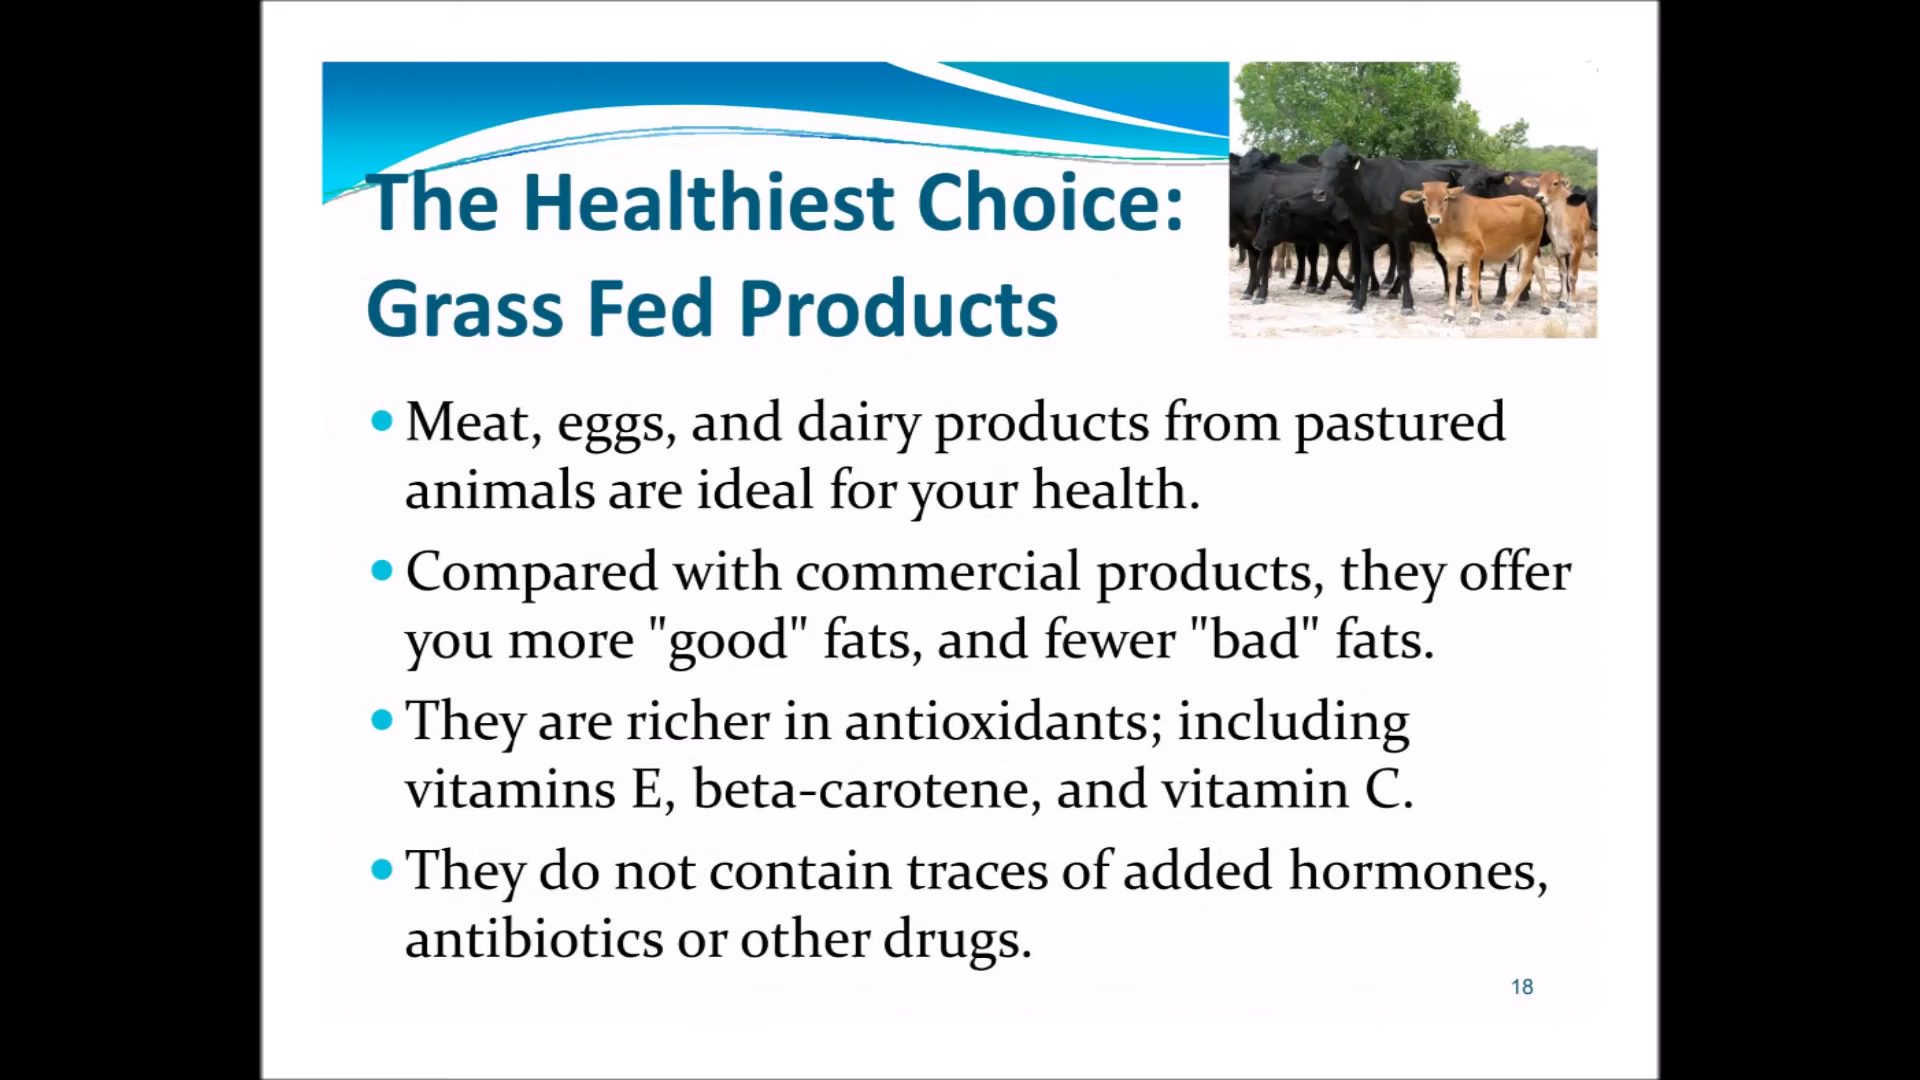 The Healthiest Choice:
Grass Fed Products
• Meat, eggs, and dairy products from pastured
animals are ideal for your health.
• Compared with commercial products, they offer
you more "good" fats, and fewer "bad" fats.
• They are richer in antioxidants; including
vitamins E, beta-carotene, and vitamin C.
• They do not contain traces of added hormones,
antibiotics or other drugs.
18